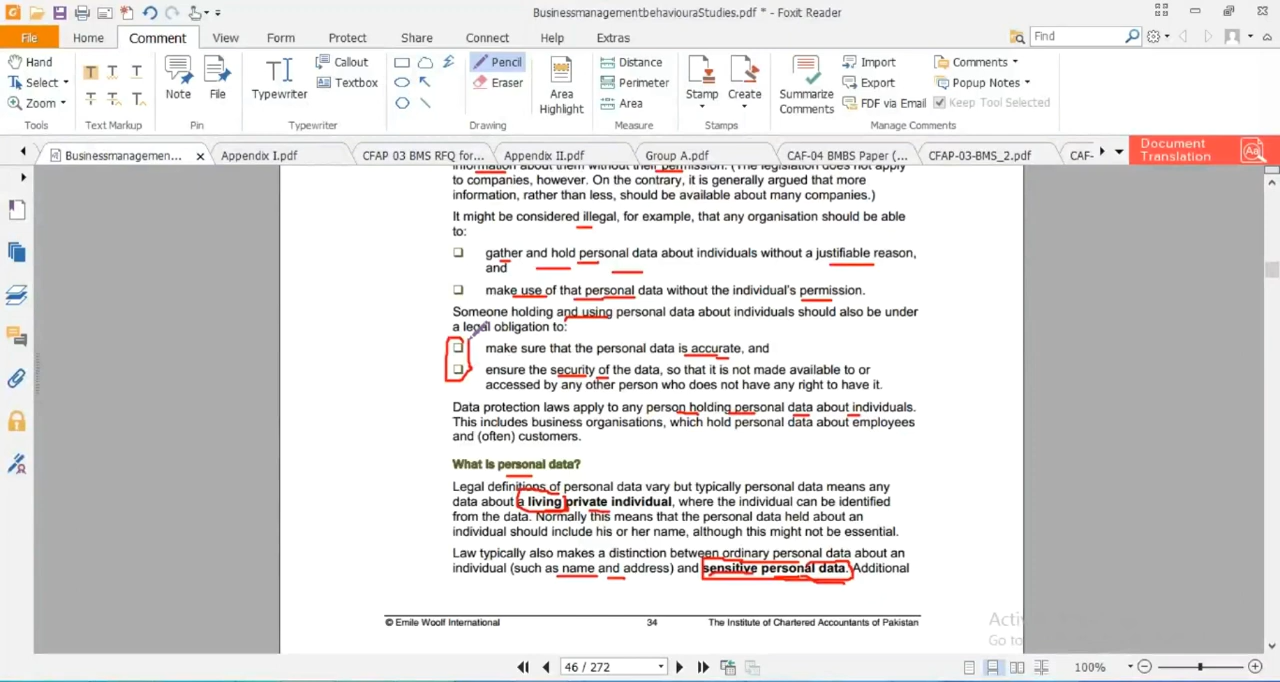 BusinessmanagementbehaviouraStudies.pdf * - Foxit Reader
File Home Comment View Form Protect Share Connect Help Extras Find
Hand Select Zoom Tools
T T T T T T Text Markup
Note File Pin
Typewriter Callout Textbox Typewriter
Pencil Eraser Drawing
Area Highlight
Distance Perimeter Area Measure
Stamp Create Stamps
Summarize Comments Import Export FDF via Email Comments Popup Notes Keep Tool Selected Manage Comments
Businessmanagemen... Appendix I.pdf CFAP 03 BMS RFQ for... Appendix II.pdf Group A.pdf CAF-04 BMBS Paper (... CFAP-03-BMS_2.pdf CAF-
Document Translation
information about them without their permission. (The legislation does not apply
to companies, however. On the contrary, it is generally argued that more
information, rather than less, should be available about many companies.)
It might be considered illegal, for example, that any organisation should be able
to:
gather and hold personal data about individuals without a justifiable reason,
and
make use of that personal data without the individual's permission.
Someone holding and using personal data about individuals should also be under
a legal obligation to:
make sure that the personal data is accurate, and
ensure the security of the data, so that it is not made available to or
accessed by any other person who does not have any right to have it.
Data protection laws apply to any person holding personal data about individuals.
This includes business organisations, which hold personal data about employees
and (often) customers.
What is personal data?
Legal definitions of personal data vary but typically personal data means any
data about a living private individual, where the individual can be identified
from the data. Normally this means that the personal data held about an
individual should include his or her name, although this might not be essential.
Law typically also makes a distinction between ordinary personal data about an
individual (such as name and address) and sensitive personal data. Additional
© Emile Woolf International 34 The Institute of Chartered Accountants of Pakistan
Go to
46 / 272 100%